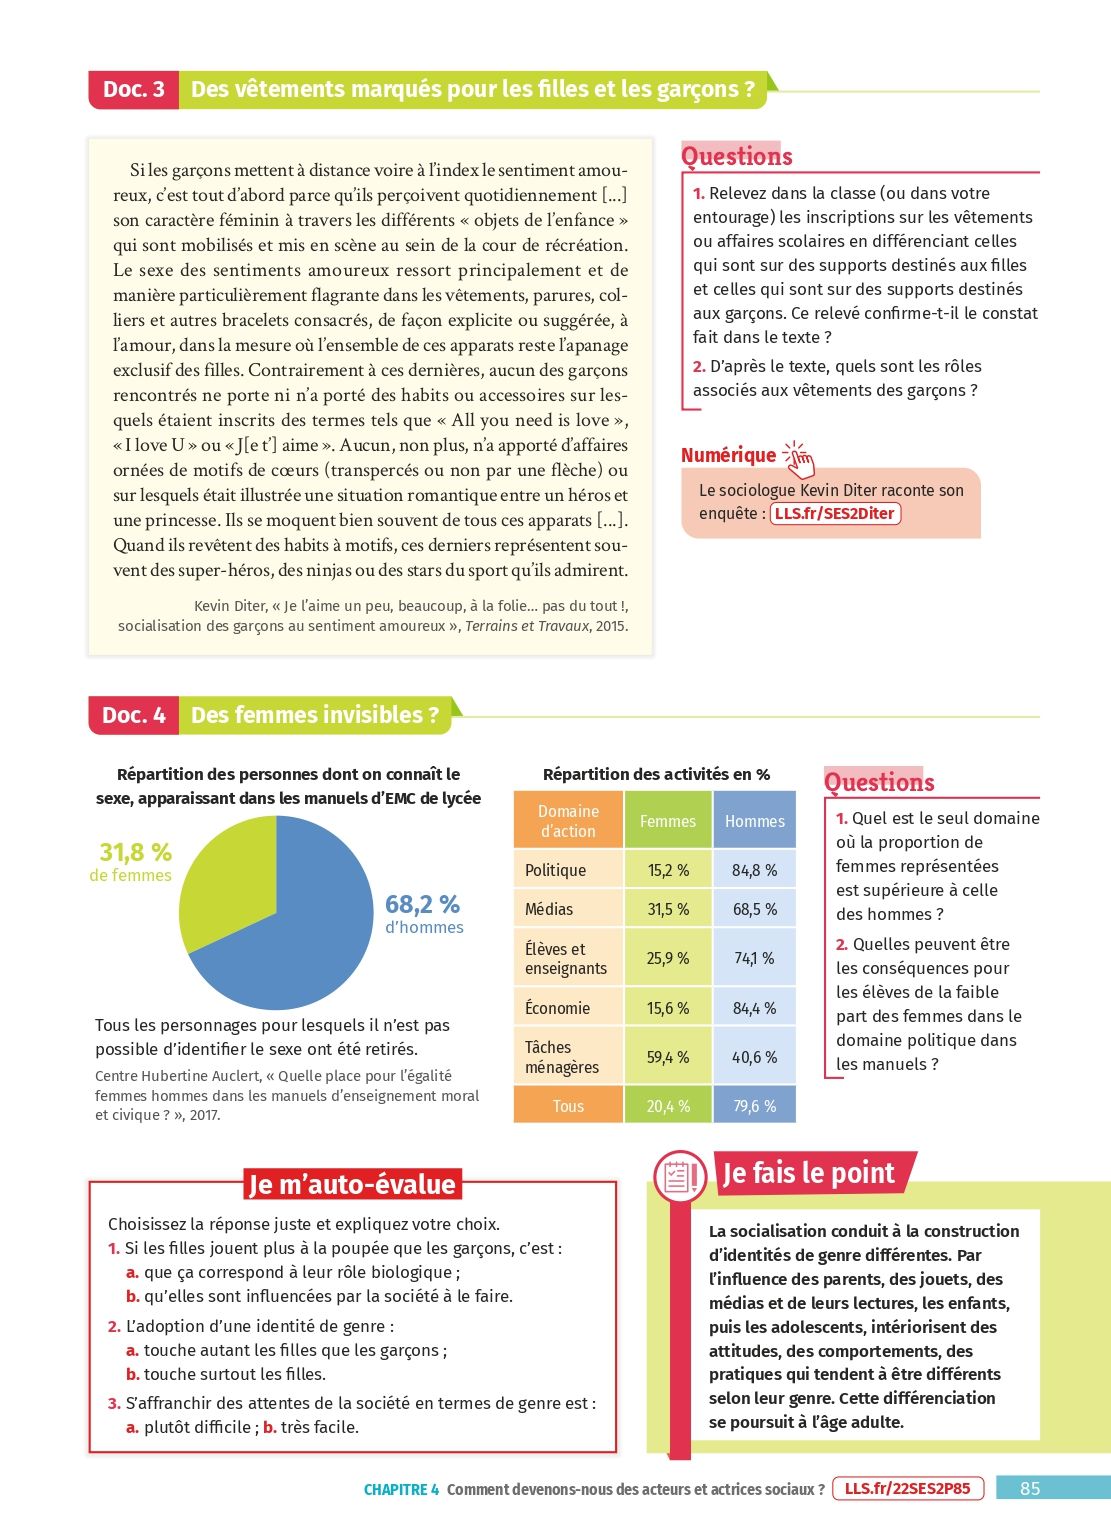 Doc. 3 Des vêtements marqués pour les filles et les garçons ?
Si les garçons mettent à distance voire à l'index le sentiment amou-
reux, c'est tout d'abord parce qu'ils perçoivent quotidiennement [...]
son caractère féminin à travers les différents « objets de l'enfance »
qui sont mobilisés et mis en scène au sein de la cour de récréation.
Le sexe des sentiments amoureux ressort principalement et de
manière particulièrement flagrante dans les vêtements, parures, col-
liers et autres bracelets consacrés, de façon explicite ou suggérée, à
l'amour, dans la mesure où l'ensemble de ces apparats reste l'apanage
exclusif des filles. Contrairement à ces dernières, aucun des garçons
rencontrés ne porte ni n'a porté des habits ou accessoires sur les-
quels étaient inscrits des termes tels que « All you need is love »,
« I love U » ou « J[e t'] aime ». Aucun, non plus, n'a apporté d'affaires
ornées de motifs de cœurs (transpercés ou non par une flèche) ou
sur lesquels était illustrée une situation romantique entre un héros et
une princesse. Ils se moquent bien souvent de tous ces apparats [...].
Quand ils revêtent des habits à motifs, ces derniers représentent sou-
vent des super-héros, des ninjas ou des stars du sport qu'ils admirent.
Kevin Diter, « Je l'aime un peu, beaucoup, à la folie... pas du tout !,
socialisation des garçons au sentiment amoureux », Terrains et Travaux, 2015.
Questions
1. Relevez dans la classe (ou dans votre
entourage) les inscriptions sur les vêtements
ou affaires scolaires en différenciant celles
qui sont sur des supports destinés aux filles
et celles qui sont sur des supports destinés
aux garçons. Ce relevé confirme-t-il le constat
fait dans le texte ?
2. D'après le texte, quels sont les rôles
associés aux vêtements des garçons ?
Numérique
Le sociologue Kevin Diter raconte son
enquête : LLS.fr/SES2Diter
Doc. 4 Des femmes invisibles ?
Répartition des personnes dont on connaît le
sexe, apparaissant dans les manuels d'EMC de lycée
31,8 %
de femmes
68,2 %
d'hommes
Tous les personnages pour lesquels il n'est pas
possible d'identifier le sexe ont été retirés.
Centre Hubertine Auclert, « Quelle place pour l'égalité
femmes hommes dans les manuels d'enseignement moral
et civique ? », 2017.
Répartition des activités en %
Domaine
d'action
Femmes Hommes
Politique 15,2 % 84,8 %
Médias 31,5 % 68,5 %
Élèves et
enseignants 25,9 % 74,1 %
Économie 15,6 % 84,4 %
Tâches
ménagères 59,4 % 40,6 %
Tous 20,4 % 79,6 %
Questions
1. Quel est le seul domaine
où la proportion de
femmes représentées
est supérieure à celle
des hommes ?
2. Quelles peuvent être
les conséquences pour
les élèves de la faible
part des femmes dans le
domaine politique dans
les manuels ?
Je m'auto-évalue
Choisissez la réponse juste et expliquez votre choix.
1. Si les filles jouent plus à la poupée que les garçons, c'est :
a. que ça correspond à leur rôle biologique ;
b. qu'elles sont influencées par la société à le faire.
2. L'adoption d'une identité de genre :
a. touche autant les filles que les garçons ;
b. touche surtout les filles.
3. S'affranchir des attentes de la société en termes de genre est :
a. plutôt difficile ; b. très facile.
Je fais le point
La socialisation conduit à la construction
d'identités de genre différentes. Par
l'influence des parents, des jouets, des
médias et de leurs lectures, les enfants,
puis les adolescents, intériorisent des
attitudes, des comportements, des
pratiques qui tendent à être différents
selon leur genre. Cette différenciation
se poursuit à l'âge adulte.
CHAPITRE 4 Comment devenons-nous des acteurs et actrices sociaux ? LLS.fr/22SES2P85 85